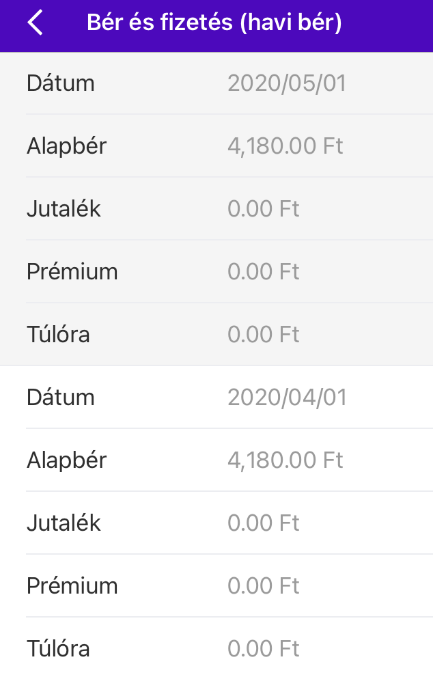 Bér és fizetés (havi bér)
Dátum 2020/05/01
Alapbér 4,180.00 Ft
Jutalék 0.00 Ft
Prémium 0.00 Ft
Túlóra 0.00 Ft
Dátum 2020/04/01
Alapbér 4,180.00 Ft
Jutalék 0.00 Ft
Prémium 0.00 Ft
Túlóra 0.00 Ft